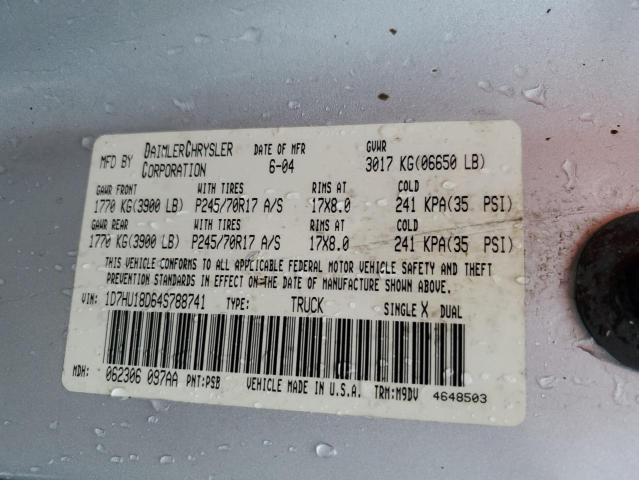 MFD BY DAIMLERCHRYSLER CORPORATION DATE OF MFR 6-04 GVWR 3017 KG(06650 LB)
GAWR FRONT WITH TIRES RIMS AT COLD
1770 KG(3900 LB) P245/70R17 A/S 17X8.0 241 KPA(35 PSI)
GAWR REAR WITH TIRES RIMS AT COLD
1770 KG(3900 LB) P245/70R17 A/S 17X8.0 241 KPA(35 PSI)
THIS VEHICLE CONFORMS TO ALL APPLICABLE FEDERAL MOTOR VEHICLE SAFETY AND THEFT
PREVENTION STANDARDS IN EFFECT ON THE DATE OF MANUFACTURE SHOWN ABOVE.
VIN: 1D7HU18D64S788741 TYPE: TRUCK SINGLE X DUAL
MDH: 062306 097AA PNT:PSB VEHICLE MADE IN U.S.A. TRM:M9DV 4648503